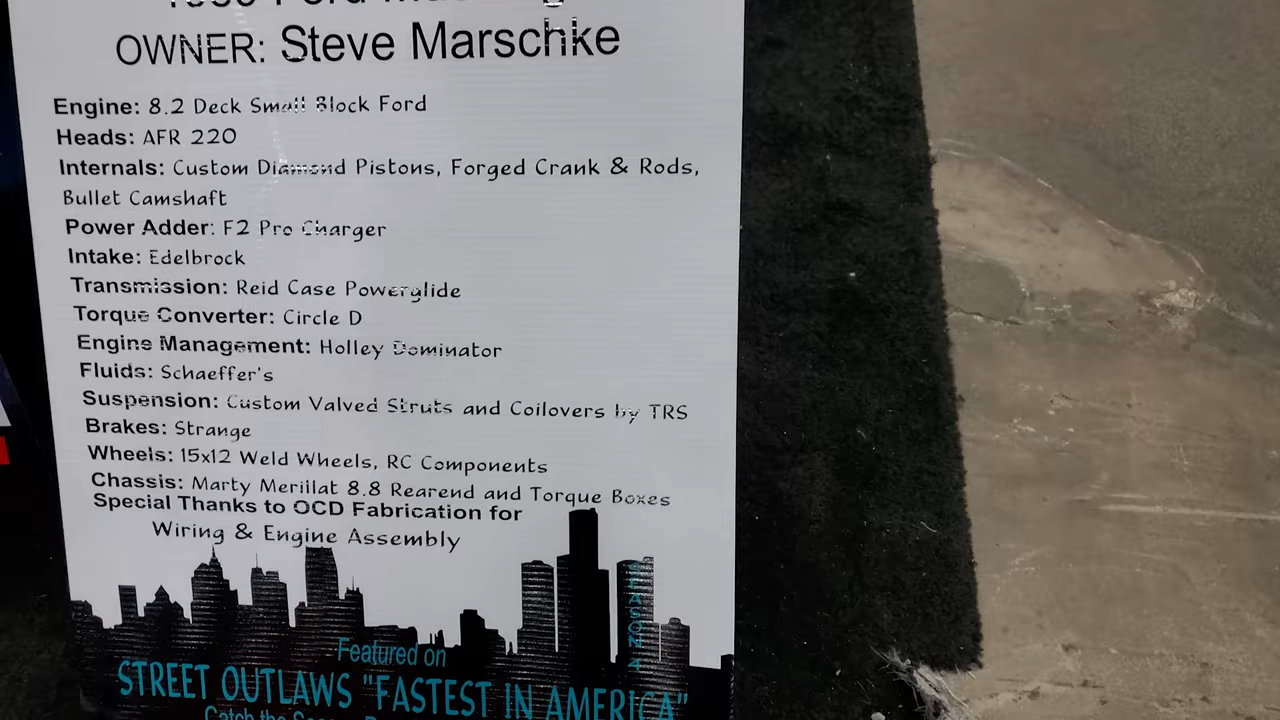 OWNER: Steve Marschke
Engine: 8.2 Deck Small Block Ford
Heads: AFR 220
Internals: Custom Diamond Pistons, Forged Crank & Rods,
Bullet Camshaft
Power Adder: F2 Pro Charger
Intake: Edelbrock
Transmission: Reid Case Powerglide
Torque Converter: Circle D
Engine Management: Holley Dominator
Fluids: Schaeffer's
Suspension: Custom Valved Struts and Coilovers by TRS
Brakes: Strange
Wheels: 15x12 Weld Wheels, RC Components
Chassis: Marty Merillat 8.8 Rearend and Torque Boxes
Special Thanks to OCD Fabrication for
Wiring & Engine Assembly
SEASON 4
Featured on
STREET OUTLAWS "FASTEST IN AMERICA"
Catch the